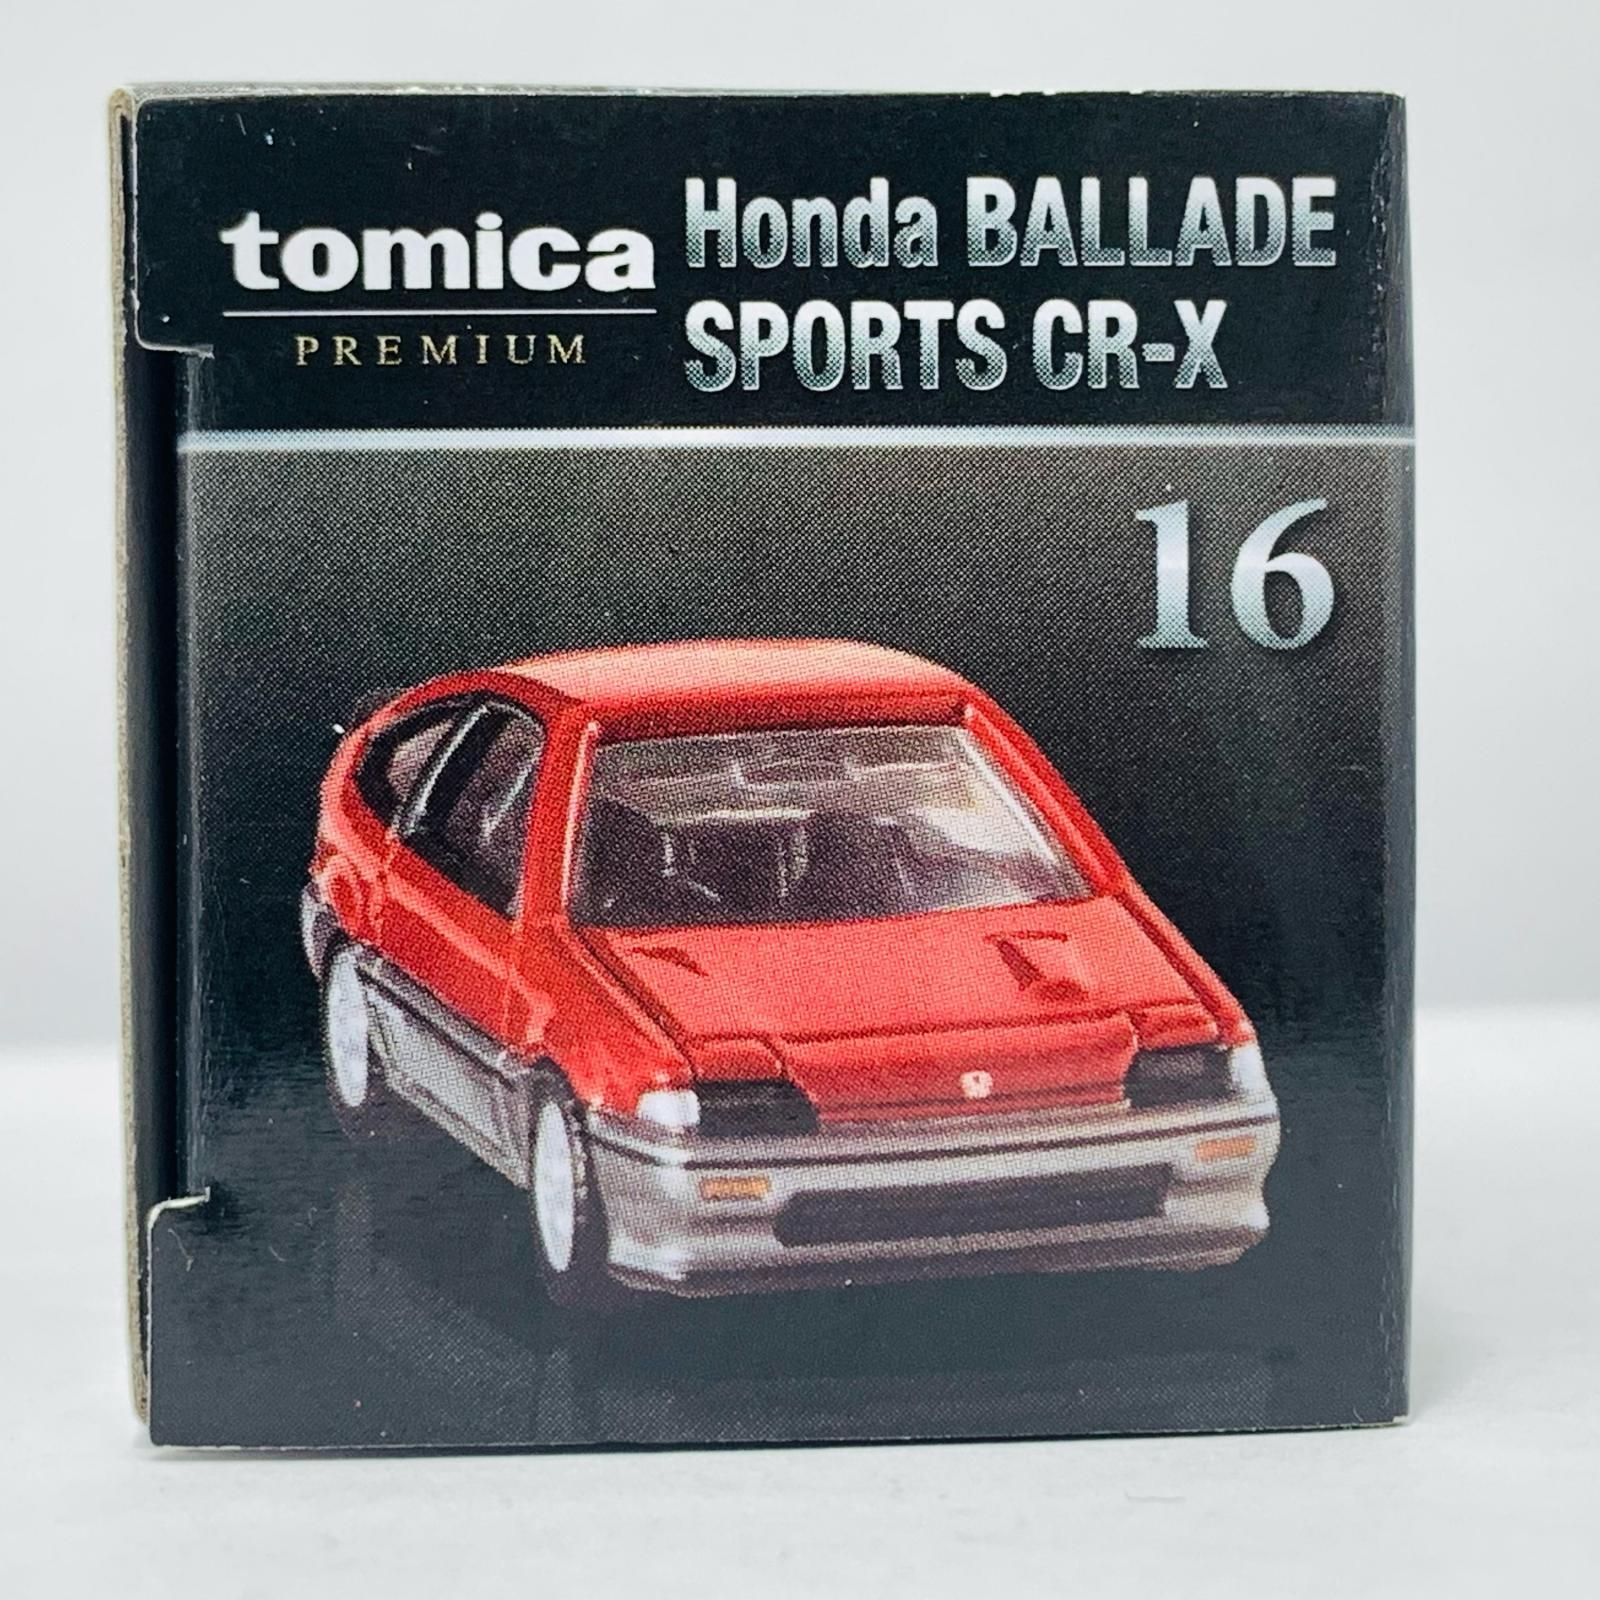 tomica
PREMIUM
Honda BALLADE
SPORTS CR-X
16